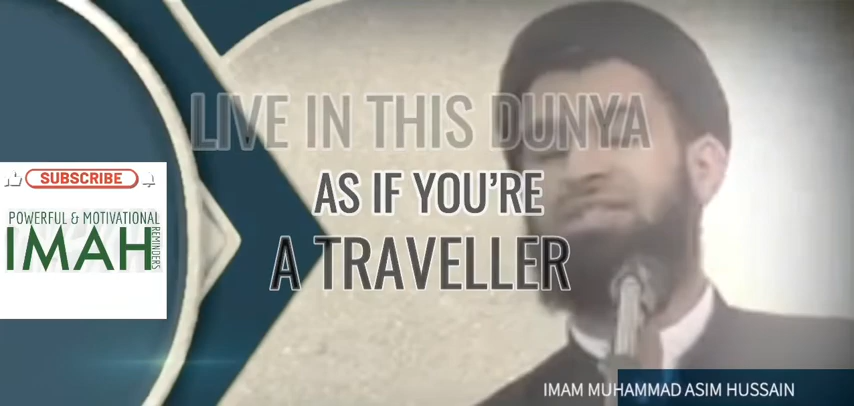 LIVE IN THIS DUNYA
AS IF YOU'RE
A TRAVELLER
SUBSCRIBE
POWERFUL & MOTIVATIONAL
IMAH
REMINDERS
IMAM MUHAMMAD ASIM HUSSAIN